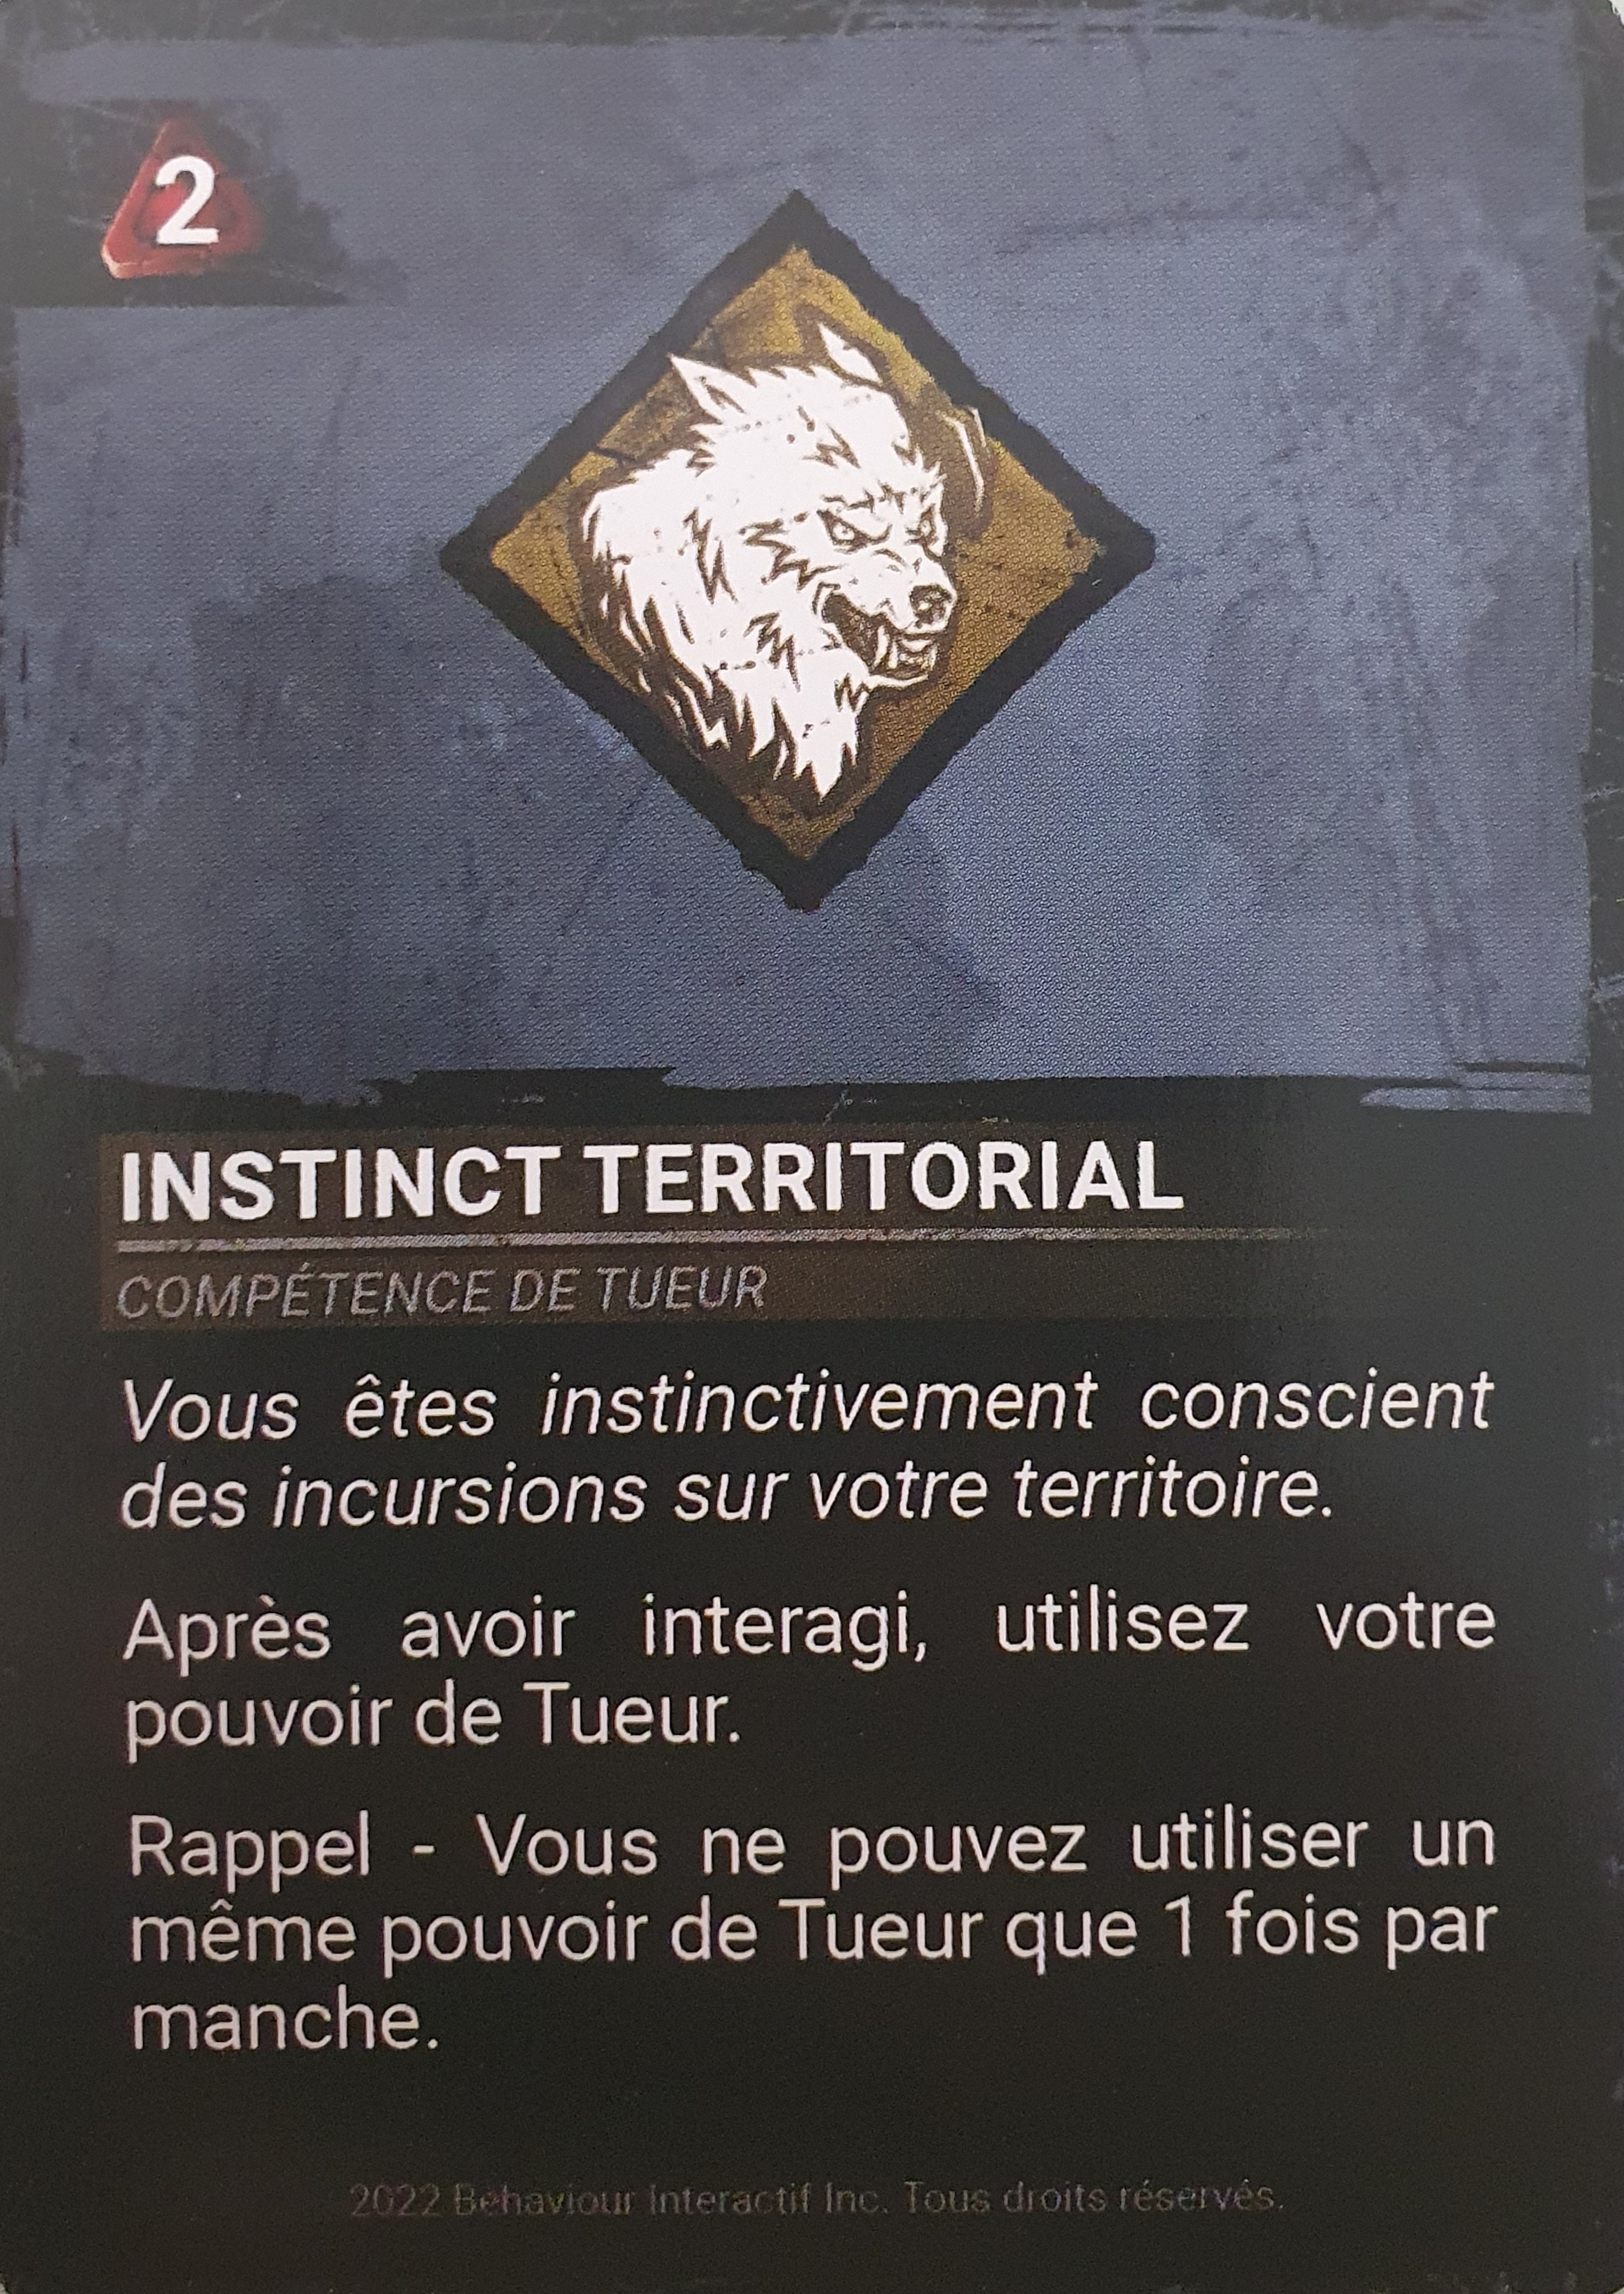 2
INSTINCT TERRITORIAL
COMPÉTENCE DE TUEUR
Vous êtes instinctivement conscient
des incursions sur votre territoire.
Après avoir interagi, utilisez votre
pouvoir de Tueur.
Rappel - Vous ne pouvez utiliser un
même pouvoir de Tueur que 1 fois par
manche.
2022 Behaviour Interactif Inc. Tous droits réservés.